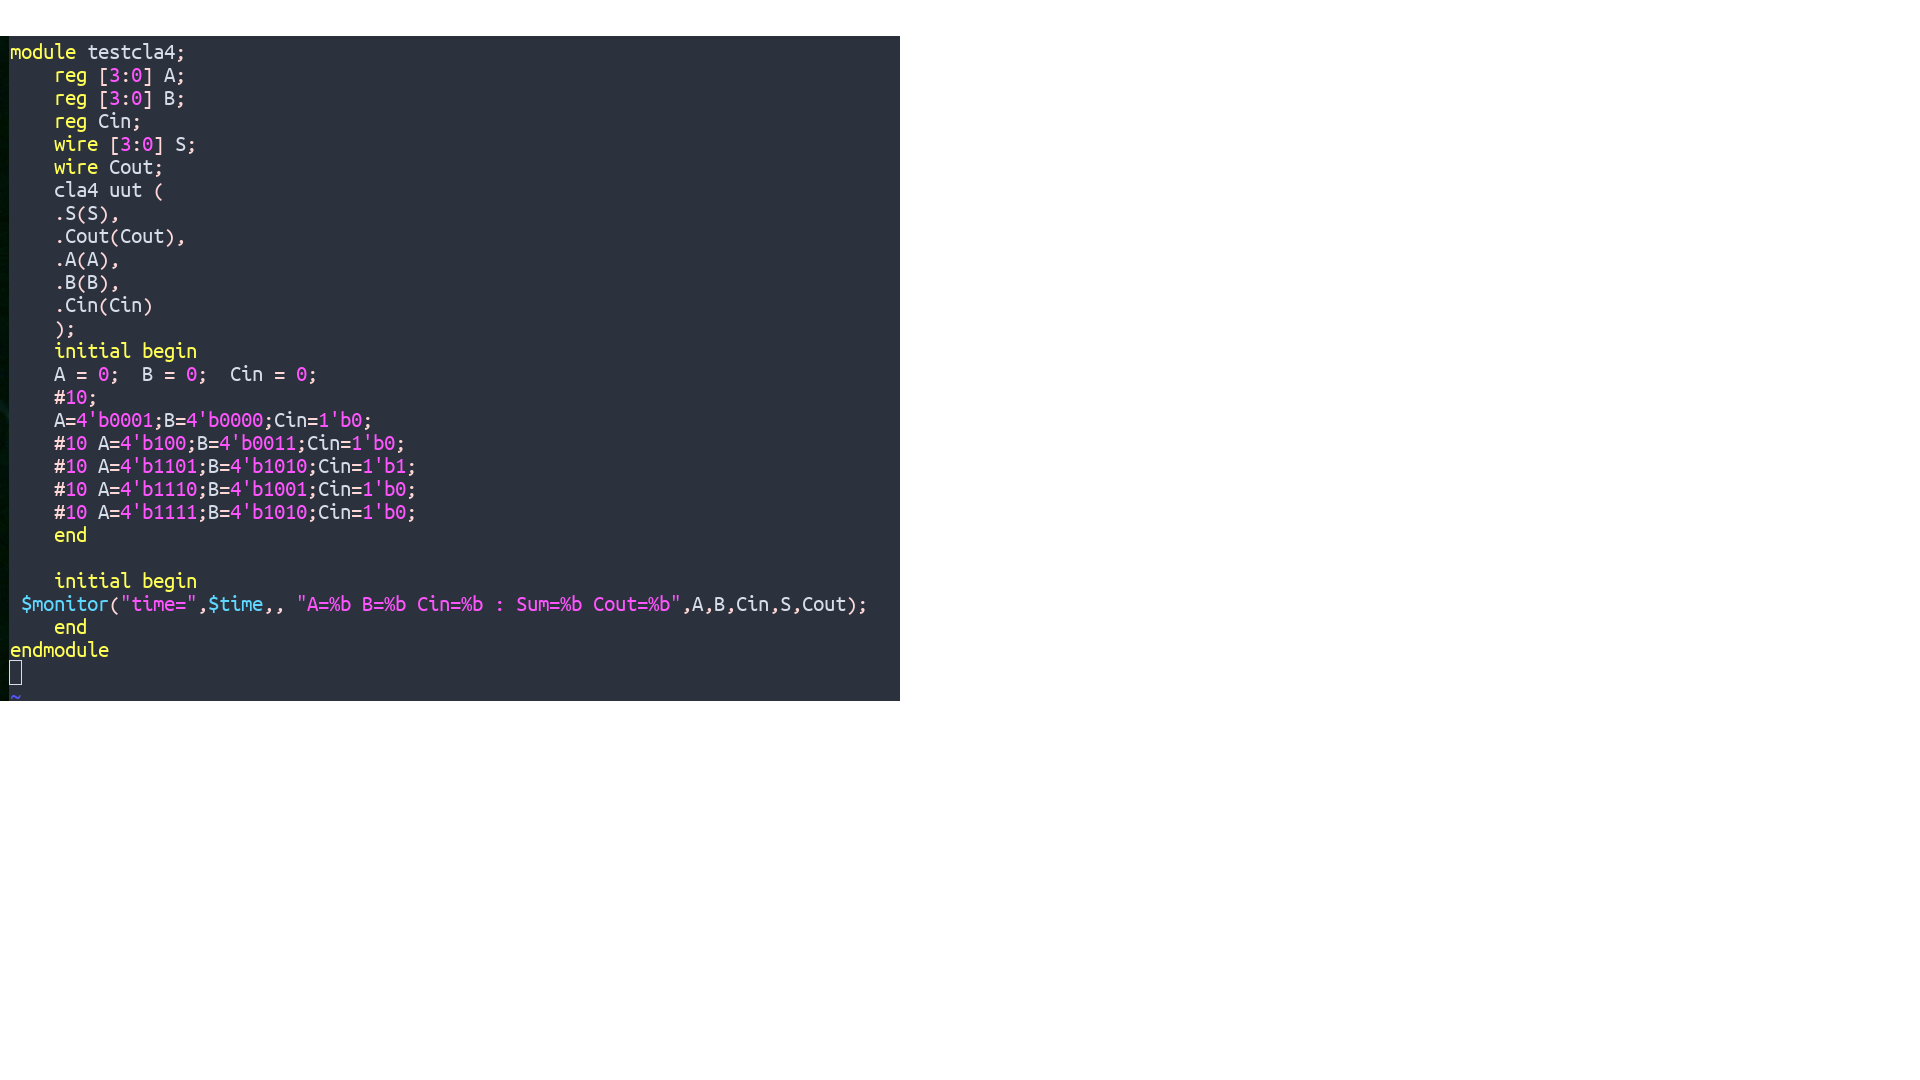 module testcla4;
    reg [3:0] A;
    reg [3:0] B;
    reg Cin;
    wire [3:0] S;
    wire Cout;
    cla4 uut (
    .S(S),
    .Cout(Cout),
    .A(A),
    .B(B),
    .Cin(Cin)
    );
    initial begin
    A = 0;  B = 0;  Cin = 0;
    #10;
    A=4'b0001;B=4'b0000;Cin=1'b0;
    #10 A=4'b100;B=4'b0011;Cin=1'b0;
    #10 A=4'b1101;B=4'b1010;Cin=1'b1;
    #10 A=4'b1110;B=4'b1001;Cin=1'b0;
    #10 A=4'b1111;B=4'b1010;Cin=1'b0;
    end
    initial begin
 $monitor("time=",$time,, "A=%b B=%b Cin=%b : Sum=%b Cout=%b",A,B,Cin,S,Cout);
    end
endmodule
~